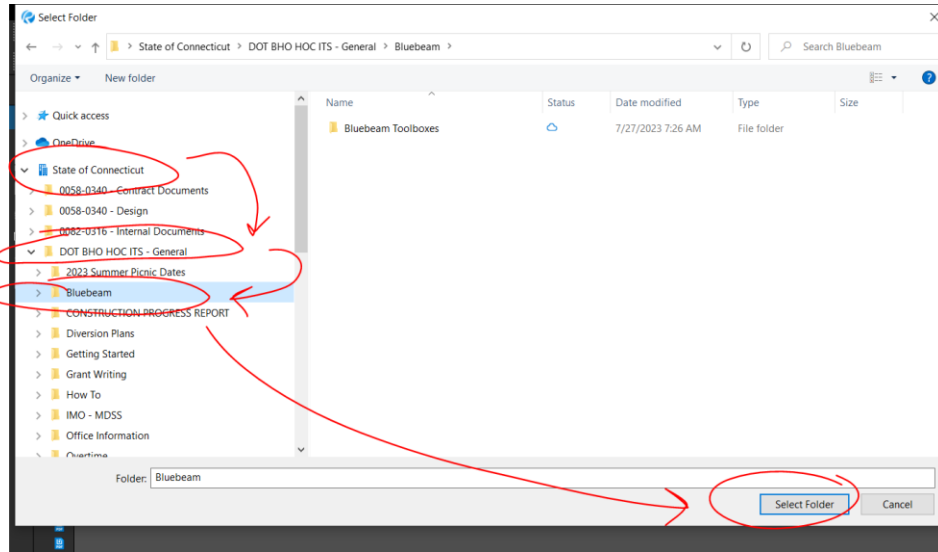 Select Folder
State of Connecticut > DOT BHO HOC ITS - General > Bluebeam >
Search Bluebeam
Organize
New folder
Name Status Date modified Type Size
Quick access
OneDrive
State of Connecticut
0058-0340 - Contract Documents
0058-0340 - Design
0082-0316 - Internal Documents
DOT BHO HOC ITS - General
2023 Summer Picnic Dates
Bluebeam
CONSTRUCTION PROGRESS REPORT
Diversion Plans
Getting Started
Grant Writing
How To
IMO - MDSS
Office Information
Overtime
Bluebeam Toolboxes 7/27/2023 7:26 AM File folder
Folder: Bluebeam
Select Folder
Cancel